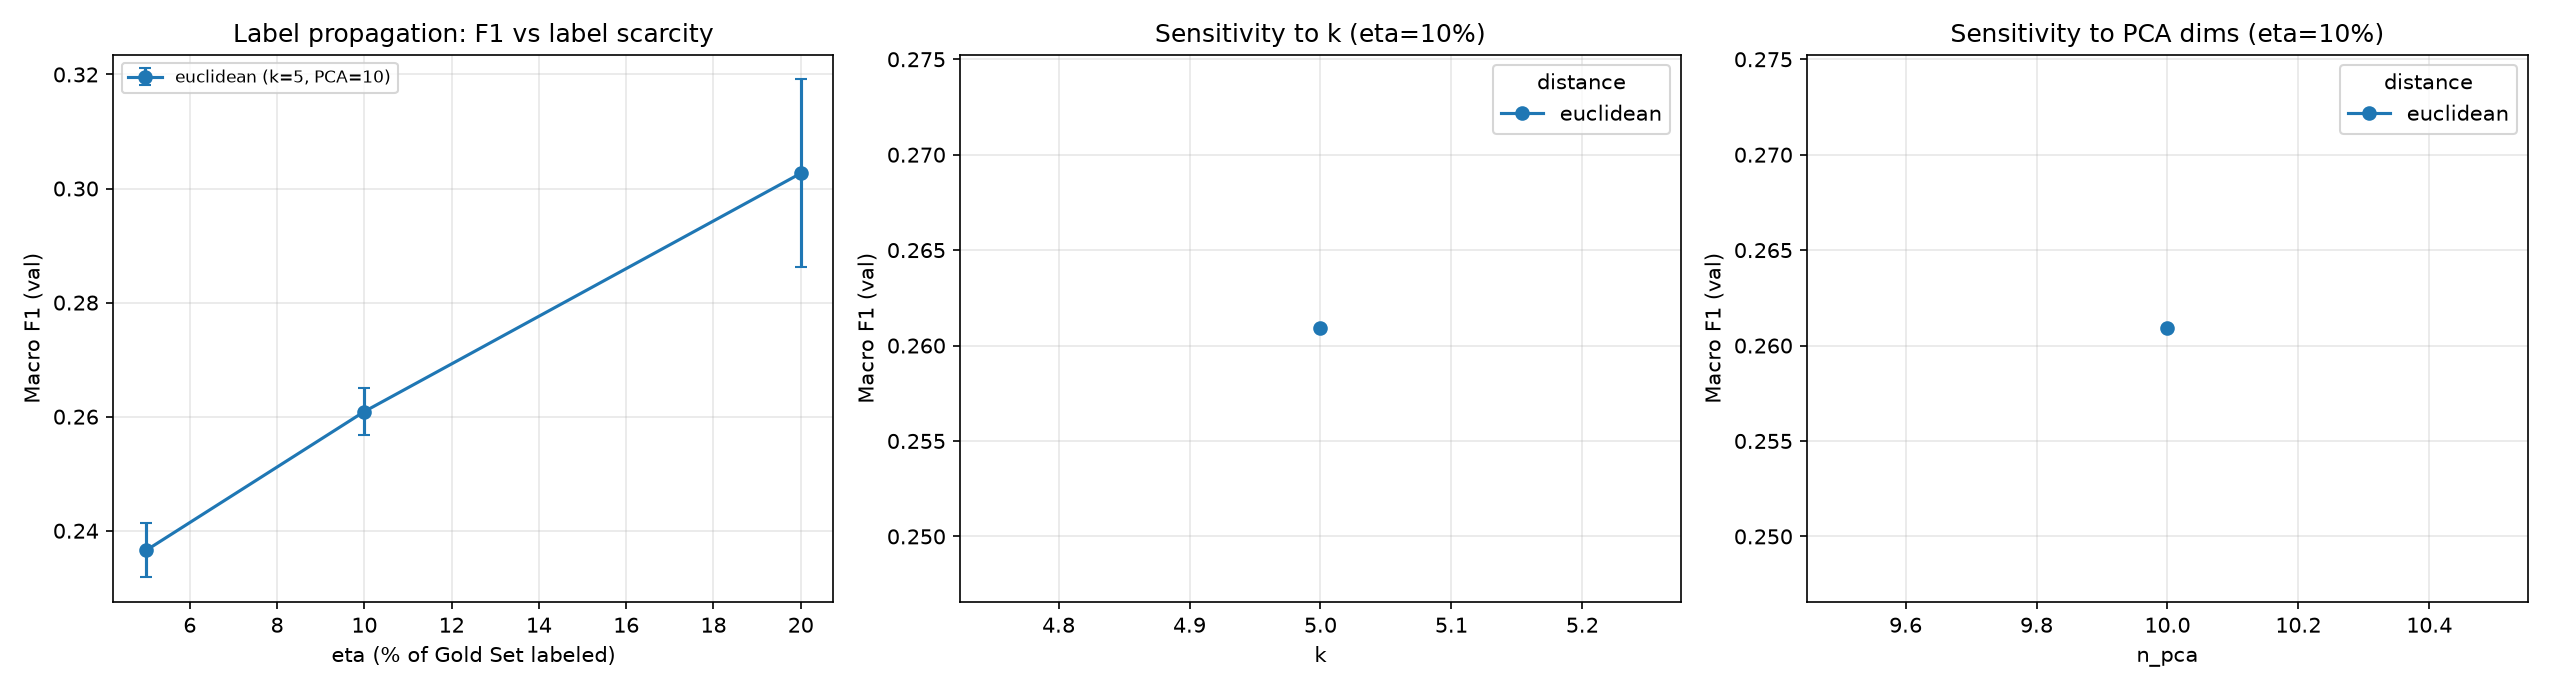 Label propagation: F1 vs label scarcity
euclidean (k=5, PCA=10)
Macro F1 (val)
0.32
0.30
0.28
0.26
0.24
6 8 10 12 14 16 18 20
eta (% of Gold Set labeled)
Sensitivity to k (eta=10%)
distance
euclidean
Macro F1 (val)
0.275
0.270
0.265
0.260
0.255
0.250
4.8 4.9 5.0 5.1 5.2
k
Sensitivity to PCA dims (eta=10%)
distance
euclidean
Macro F1 (val)
0.275
0.270
0.265
0.260
0.255
0.250
9.6 9.8 10.0 10.2 10.4
n_pca